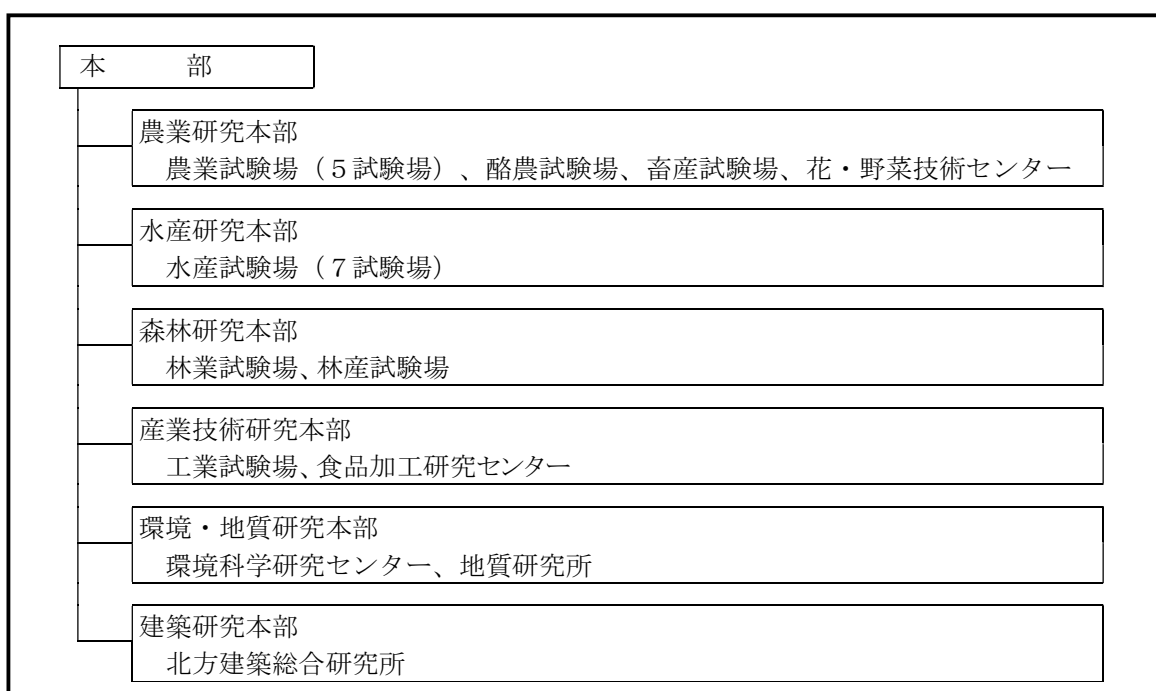 本　　　部
農業研究本部
農業試験場（５試験場）、酪農試験場、畜産試験場、花・野菜技術センター
水産研究本部
水産試験場（７試験場）
森林研究本部
林業試験場、林産試験場
産業技術研究本部
工業試験場、食品加工研究センター
環境・地質研究本部
環境科学研究センター、地質研究所
建築研究本部
北方建築総合研究所